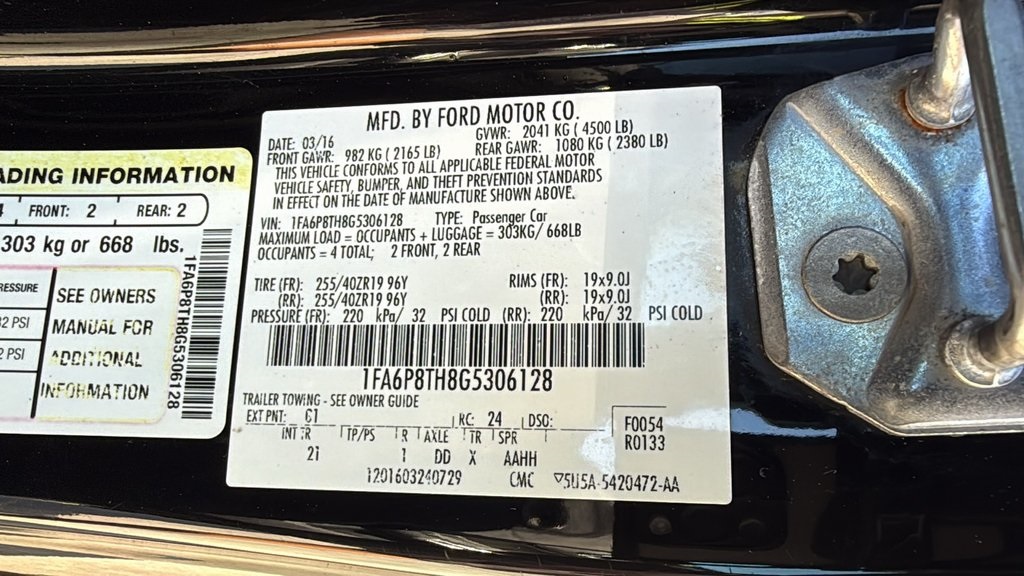 ADING INFORMATION
FRONT: 2 REAR: 2
303 kg or 668 lbs.
RESSURE
PSI
PSI
SEE OWNERS
MANUAL FOR
ADDITIONAL
INFORMATION
1FA6P8TH8G5306128
MFD. BY FORD MOTOR CO.
DATE: 03/16 GVWR: 2041 KG ( 4500 LB)
FRONT GAWR: 982 KG ( 2165 LB) REAR GAWR: 1080 KG ( 2380 LB)
THIS VEHICLE CONFORMS TO ALL APPLICABLE FEDERAL MOTOR
VEHICLE SAFETY, BUMPER, AND THEFT PREVENTION STANDARDS
IN EFFECT ON THE DATE OF MANUFACTURE SHOWN ABOVE.
VIN: 1FA6P8TH8G5306128 TYPE: Passenger Car
MAXIMUM LOAD = OCCUPANTS + LUGGAGE = 303KG/ 668LB
OCCUPANTS = 4 TOTAL; 2 FRONT, 2 REAR
TIRE (FR): 255/40ZR19 96Y RIMS (FR): 19x9.0J
(RR): 255/40ZR19 96Y (RR): 19x9.0J
PRESSURE (FR): 220 kPa/ 32 PSI COLD (RR): 220 kPa/ 32 PSI COLD
1FA6P8TH8G5306128
TRAILER TOWING - SEE OWNER GUIDE
EXT PNT: G1 RC: 24 DSO: F0054
INT TR TP/PS R AXLE TR SPR R0133
21 1 DD X AAHH
1201603240729 CMC ▽5U5A-5420472-AA